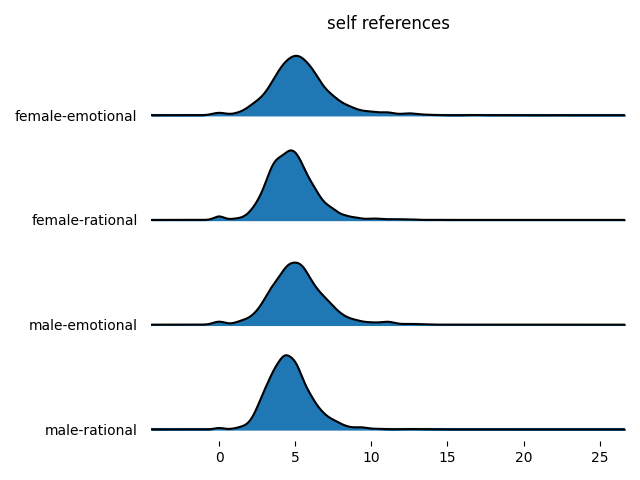 self references
female-emotional
female-rational
male-emotional
male-rational
0 5 10 15 20 25